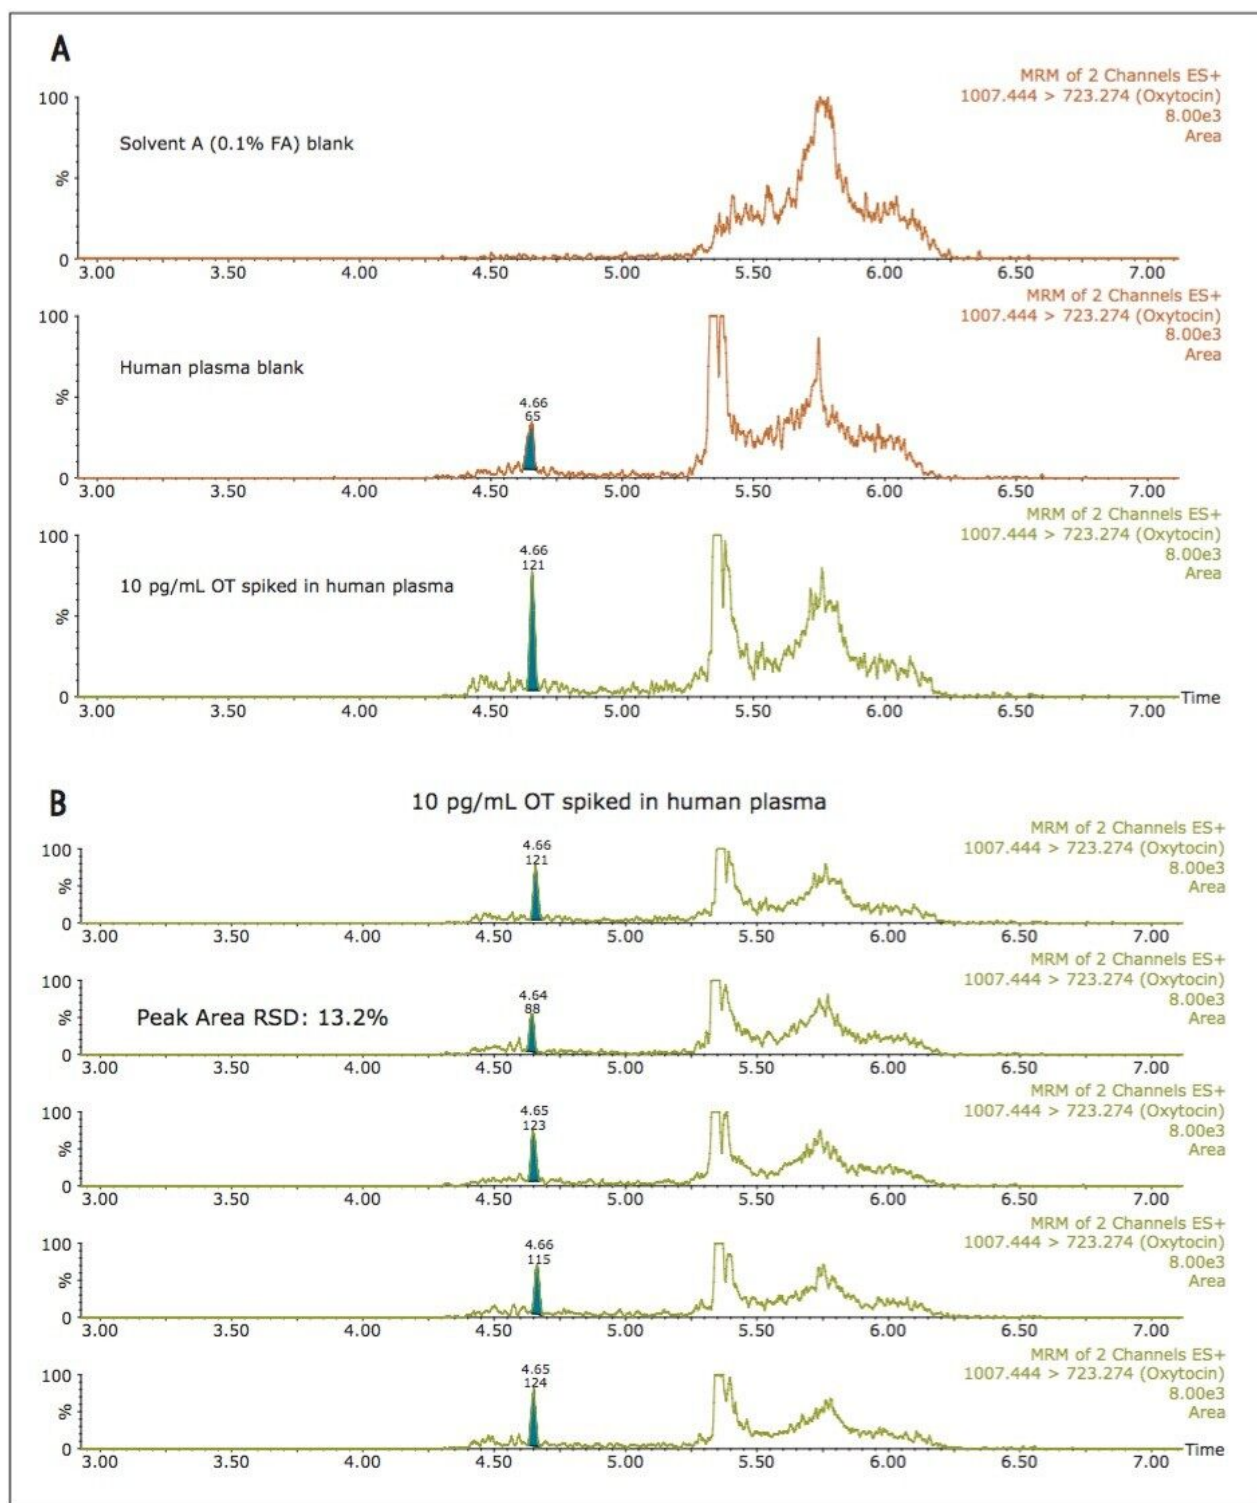 A
MRM of 2 Channels ES+
1007.444 > 723.274 (Oxytocin)
8.00e3
Area
100
Solvent A (0.1% FA) blank
%
0
3.00 3.50 4.00 4.50 5.00 5.50 6.00 6.50 7.00
MRM of 2 Channels ES+
1007.444 > 723.274 (Oxytocin)
8.00e3
Area
100
Human plasma blank
%
4.66
65
0
3.00 3.50 4.00 4.50 5.00 5.50 6.00 6.50 7.00
MRM of 2 Channels ES+
1007.444 > 723.274 (Oxytocin)
8.00e3
Area
100
4.66
121
10 pg/mL OT spiked in human plasma
%
0
Time
3.00 3.50 4.00 4.50 5.00 5.50 6.00 6.50 7.00
B
10 pg/mL OT spiked in human plasma
MRM of 2 Channels ES+
1007.444 > 723.274 (Oxytocin)
8.00e3
Area
100
4.66
121
%
0
3.00 3.50 4.00 4.50 5.00 5.50 6.00 6.50 7.00
MRM of 2 Channels ES+
1007.444 > 723.274 (Oxytocin)
8.00e3
Area
100
4.64
88
Peak Area RSD: 13.2%
%
0
3.00 3.50 4.00 4.50 5.00 5.50 6.00 6.50 7.00
MRM of 2 Channels ES+
1007.444 > 723.274 (Oxytocin)
8.00e3
Area
100
4.65
123
%
0
3.00 3.50 4.00 4.50 5.00 5.50 6.00 6.50 7.00
MRM of 2 Channels ES+
1007.444 > 723.274 (Oxytocin)
8.00e3
Area
100
4.66
115
%
0
3.00 3.50 4.00 4.50 5.00 5.50 6.00 6.50 7.00
MRM of 2 Channels ES+
1007.444 > 723.274 (Oxytocin)
8.00e3
Area
100
4.65
124
%
0
Time
3.00 3.50 4.00 4.50 5.00 5.50 6.00 6.50 7.00